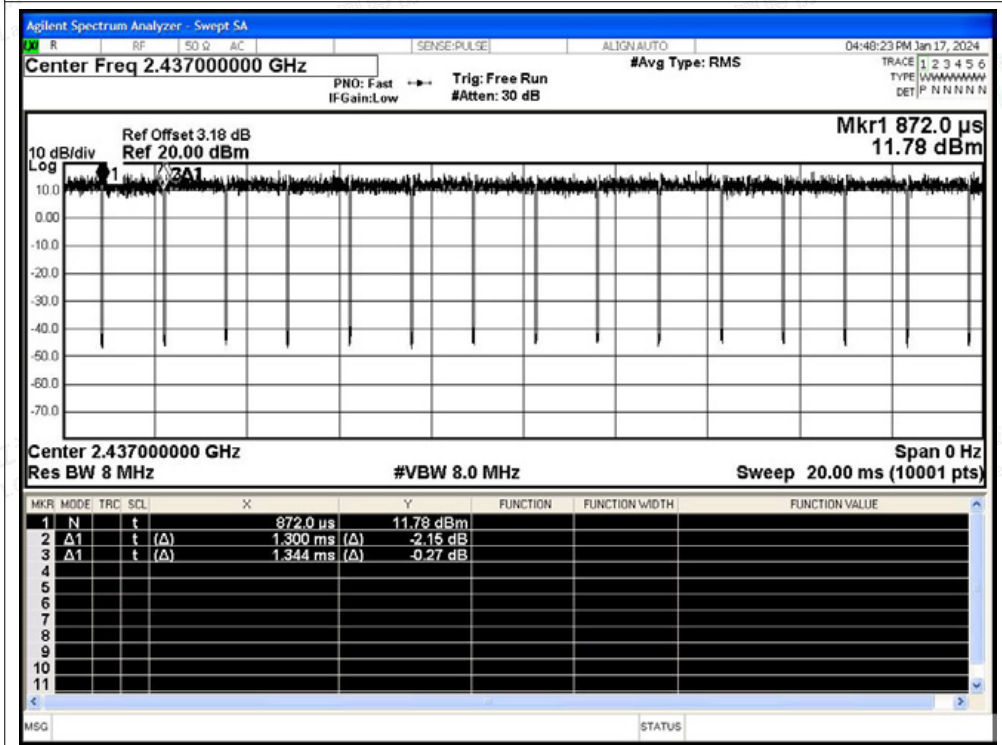 Agilent Spectrum Analyzer - Swept SA
R RF 50 Ω AC SENSE:PULSE ALIGN AUTO 04:48:23 PM Jan 17, 2024
Center Freq 2.437000000 GHz #Avg Type: RMS TRACE 1 2 3 4 5 6
PNO: Fast Trig: Free Run TYPE WWWWWW
IFGain:Low #Atten: 30 dB DET P N N N N N
Mkr1 872.0 µs
Ref Offset 3.18 dB
10 dB/div Ref 20.00 dBm 11.78 dBm
Log
1 3Δ1
10.0
0.00
-10.0
-20.0
-30.0
-40.0
-50.0
-60.0
-70.0
Center 2.437000000 GHz Span 0 Hz
Res BW 8 MHz #VBW 8.0 MHz Sweep 20.00 ms (10001 pts)
MKR MODE TRC SCL X Y FUNCTION FUNCTION WIDTH FUNCTION VALUE
1 N t 872.0 µs 11.78 dBm
2 Δ1 t (Δ) 1.300 ms (Δ) -2.15 dB
3 Δ1 t (Δ) 1.344 ms (Δ) -0.27 dB
4
5
6
7
8
9
10
11
MSG STATUS